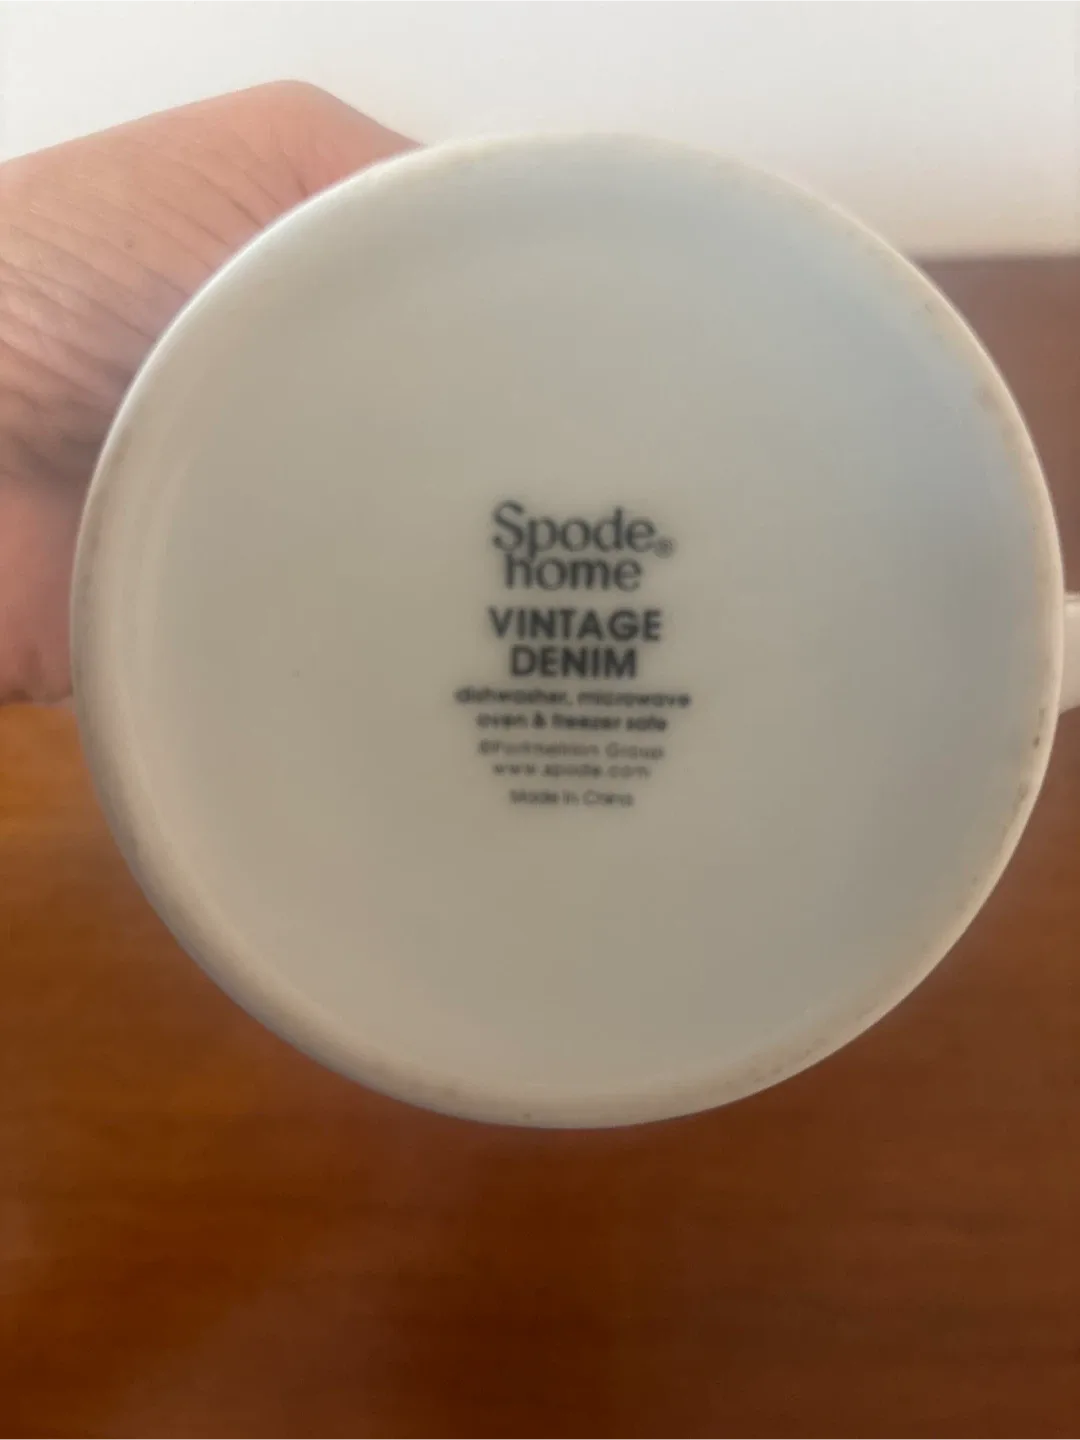 Spode®
home
VINTAGE
DENIM
dishwasher, microwave
oven & freezer safe
©Portmeirion Group
www.spode.com
Made in China